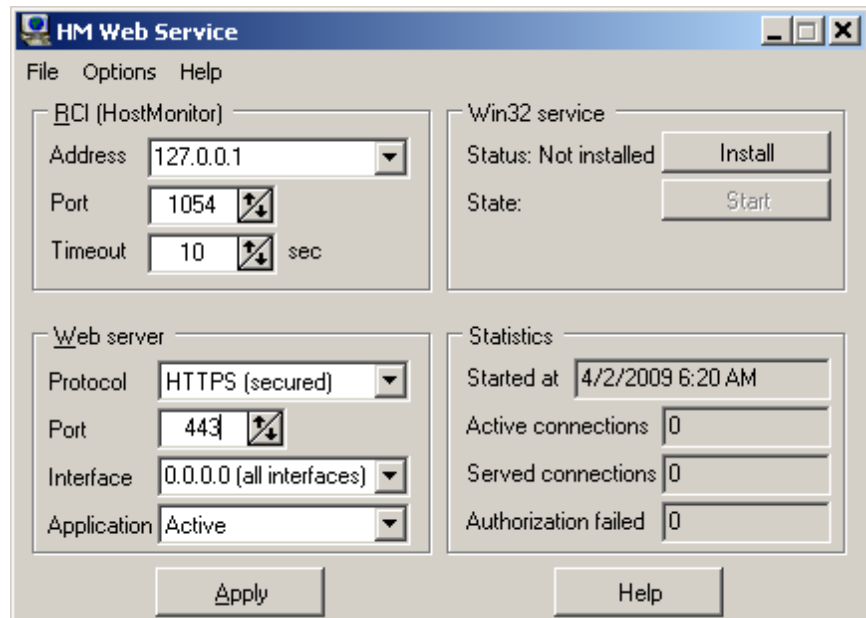 HM Web Service
File Options Help
RCI (HostMonitor)
Address 127.0.0.1
Port 1054
Timeout 10 sec
Win32 service
Status: Not installed Install
State: Start
Web server
Protocol HTTPS (secured)
Port 443
Interface 0.0.0.0 (all interfaces)
Application Active
Statistics
Started at 4/2/2009 6:20 AM
Active connections 0
Served connections 0
Authorization failed 0
Apply Help